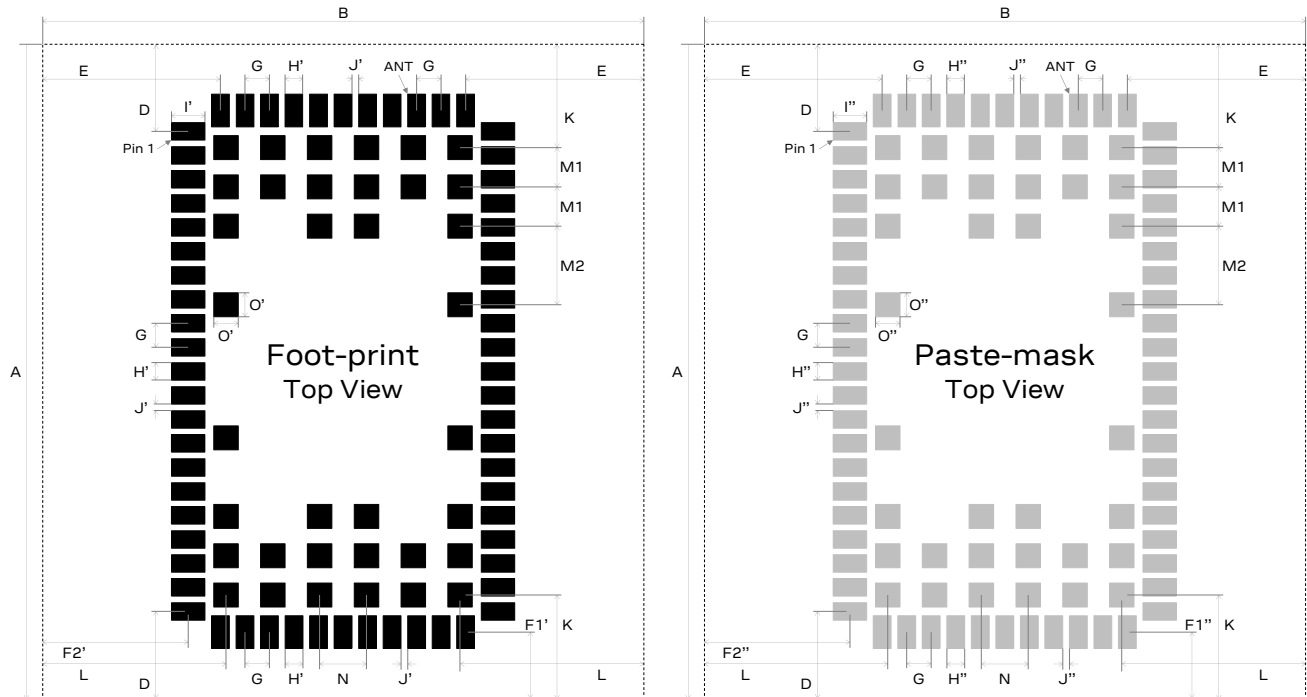 B
B
E
G
H'
J'
ANT
G
E
E
G
H''
J''
ANT
G
E
D
I'
K
D
I''
K
Pin 1
Pin 1
M1
M1
M1
M1
M2
M2
O'
O''
G
O'
G
O''
A
Foot-print
A
Paste-mask
H'
Top View
H''
Top View
J'
J''
F1'
K
F1''
K
F2'
F2''
L
D
G
H'
N
J'
L
L
D
G
H''
N
J''
L